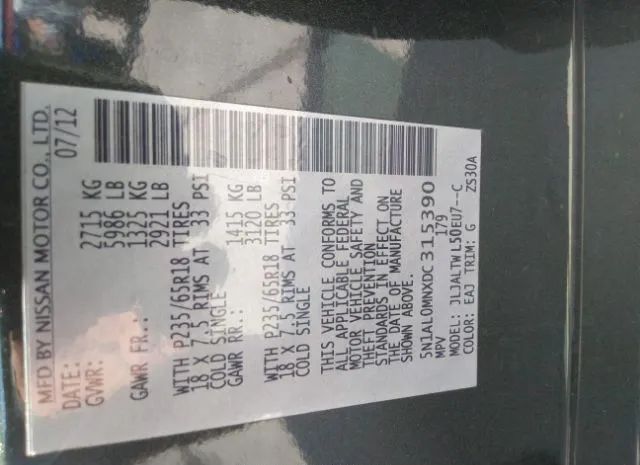 MFD BY NISSAN MOTOR CO., LTD.
DATE: 07/12
GVWR: 2715 KG
5986 LB
GAWR FR.: 1325 KG
2921 LB
WITH P235/65R18 TIRES
18 X 7.5 RIMS AT 33 PSI
COLD SINGLE
GAWR RR.: 1415 KG
3120 LB
WITH P235/65R18 TIRES
18 X 7.5 RIMS AT 33 PSI
COLD SINGLE
THIS VEHICLE CONFORMS TO
ALL APPLICABLE FEDERAL
MOTOR VEHICLE SAFETY AND
THEFT PREVENTION
STANDARDS IN EFFECT ON
THE DATE OF MANUFACTURE
SHOWN ABOVE.
5N1AL0MNXDC315390
MPV 179
MODEL: JLJALTWL50EU7--C
COLOR: EAJ TRIM: G ZS30A